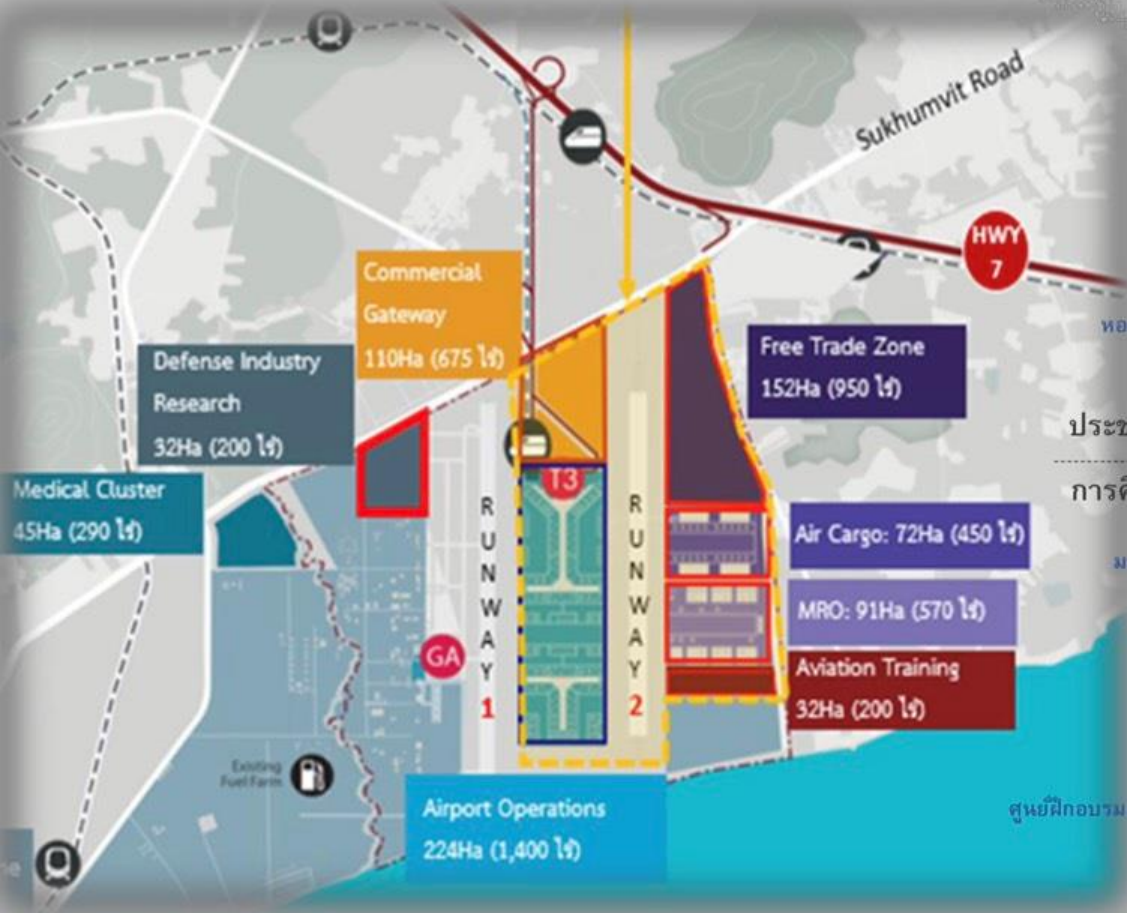 Sukhumvit Road
HWY
7
Commercial
Gateway
110Ha (675 ไร่)
Defense Industry
Research
32Ha (200 ไร่)
Free Trade Zone
152Ha (950 ไร่)
Medical Cluster
45Ha (290 ไร่)
T3
RUNWAY
1
RUNWAY
2
Air Cargo: 72Ha (450 ไร่)
MRO: 91Ha (570 ไร่)
GA
Aviation Training
32Ha (200 ไร่)
Existing
Fuel Farm
Airport Operations
224Ha (1,400 ไร่)
ศูนย์ฝึกอบรม